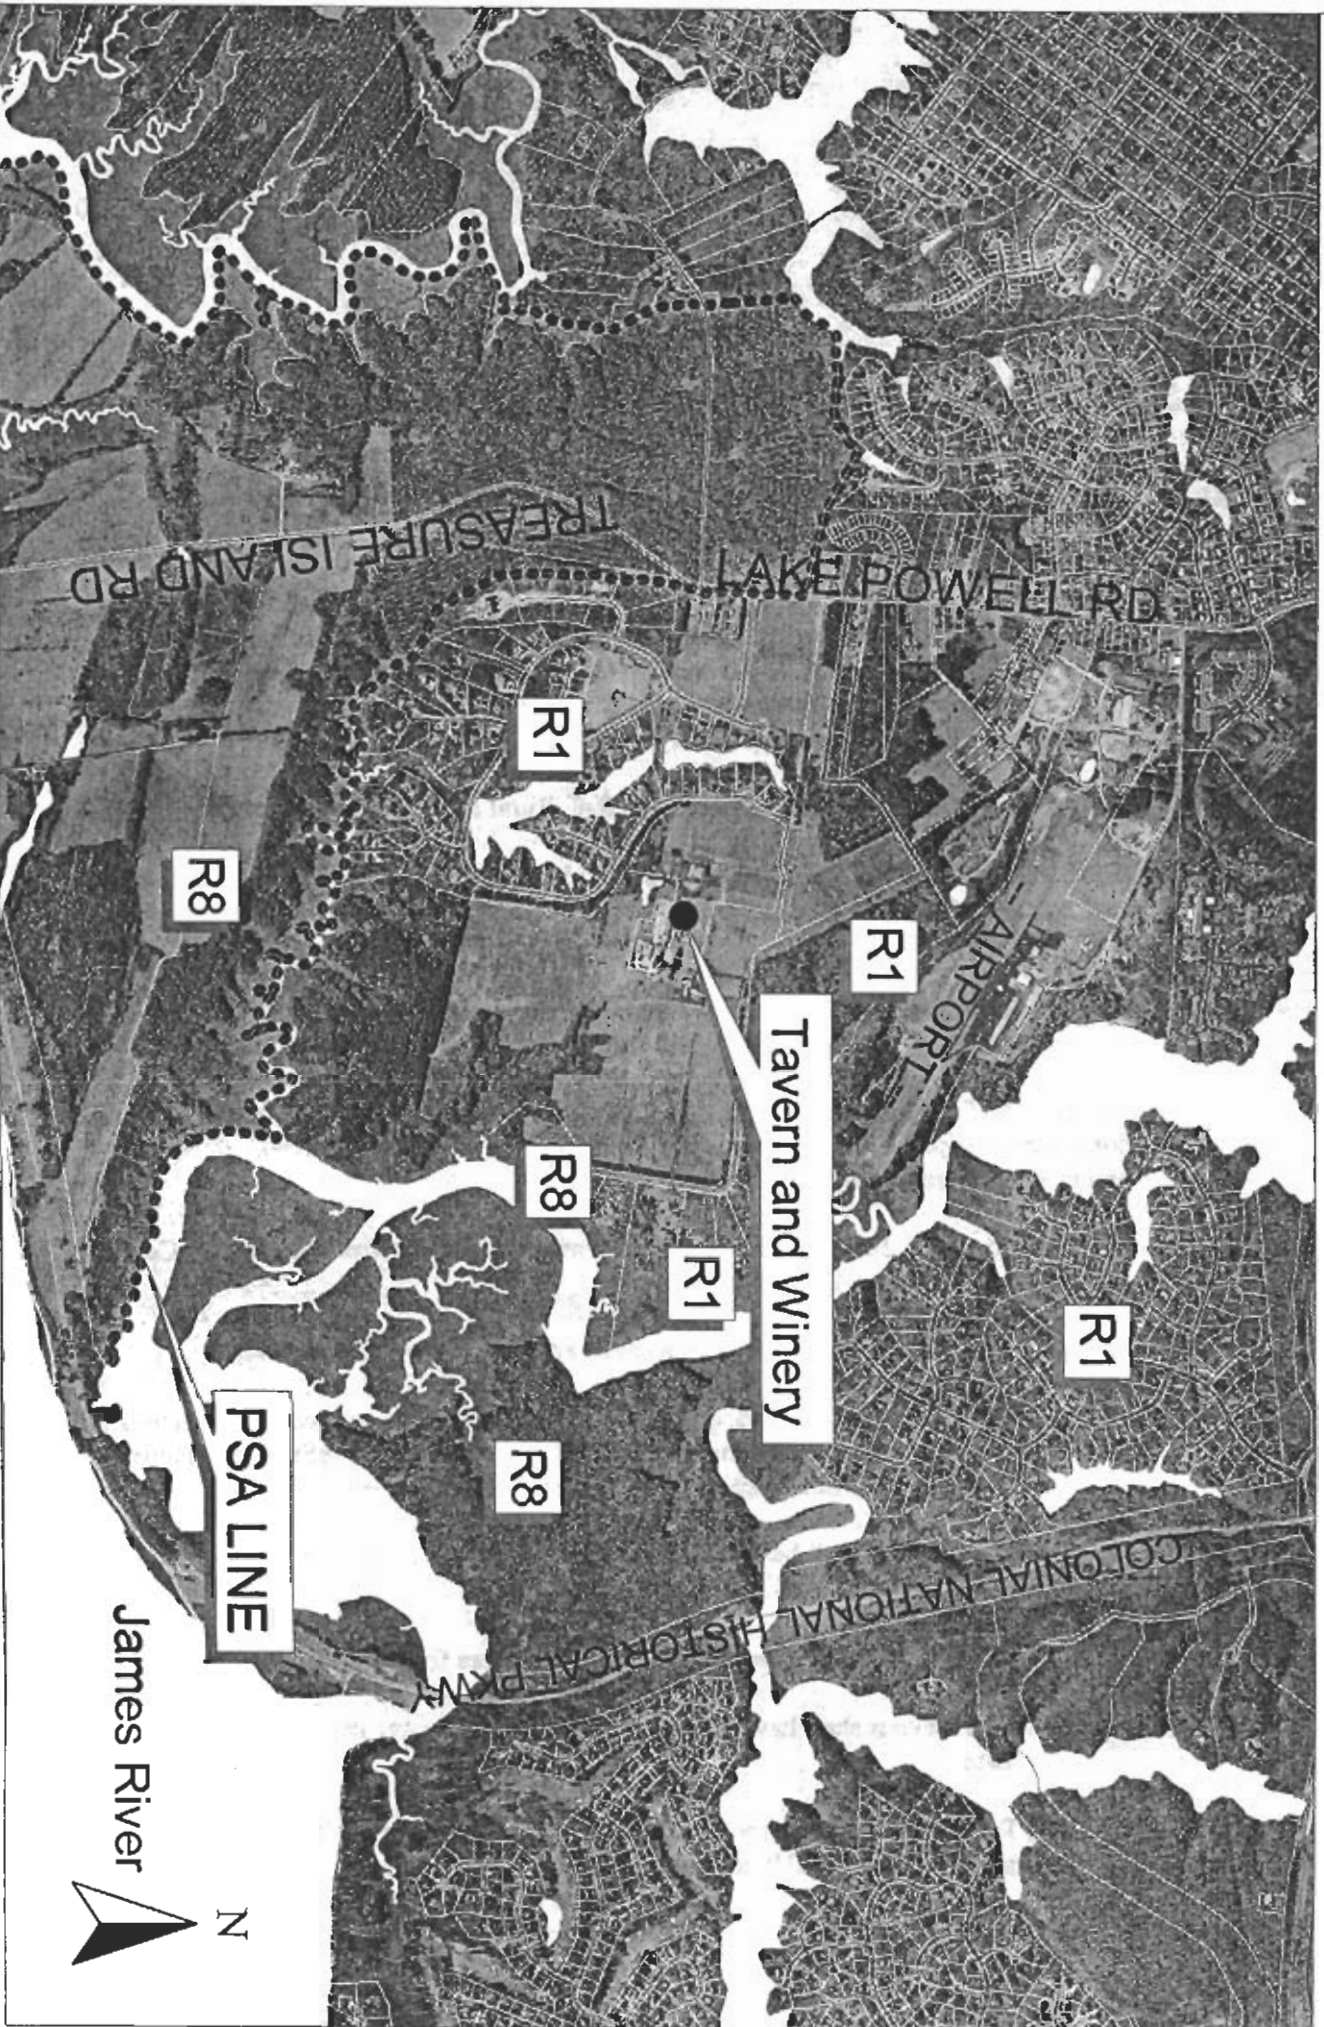 LAKE POWELL RD
TREASURE ISLAND RD
AIRPORT
R1
R1
R8
Tavern and Winery
R8
R1
R1
R8
PSA LINE
COLONIAL NATIONAL HISTORICAL PKWY
James River
N